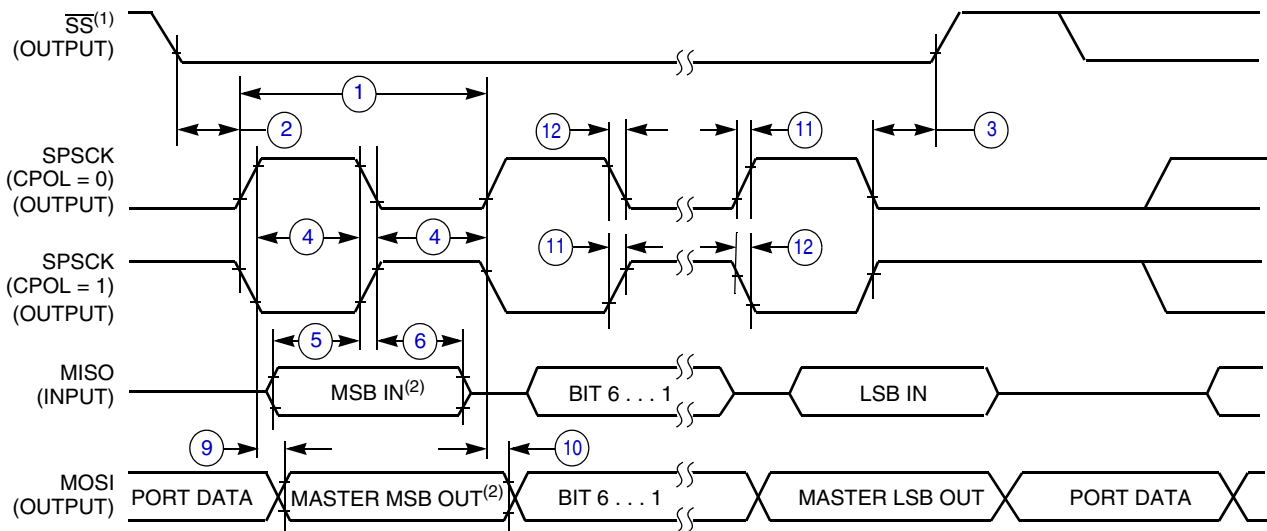 SS(1)
(OUTPUT)
1
2
12
11
3
SPSCK
(CPOL = 0)
(OUTPUT)
4
4
11
12
SPSCK
(CPOL = 1)
(OUTPUT)
5
6
MISO
(INPUT)
MSB IN(2)
BIT 6 . . . 1
LSB IN
9
10
MOSI
(OUTPUT)
PORT DATA
MASTER MSB OUT(2)
BIT 6 . . . 1
MASTER LSB OUT
PORT DATA